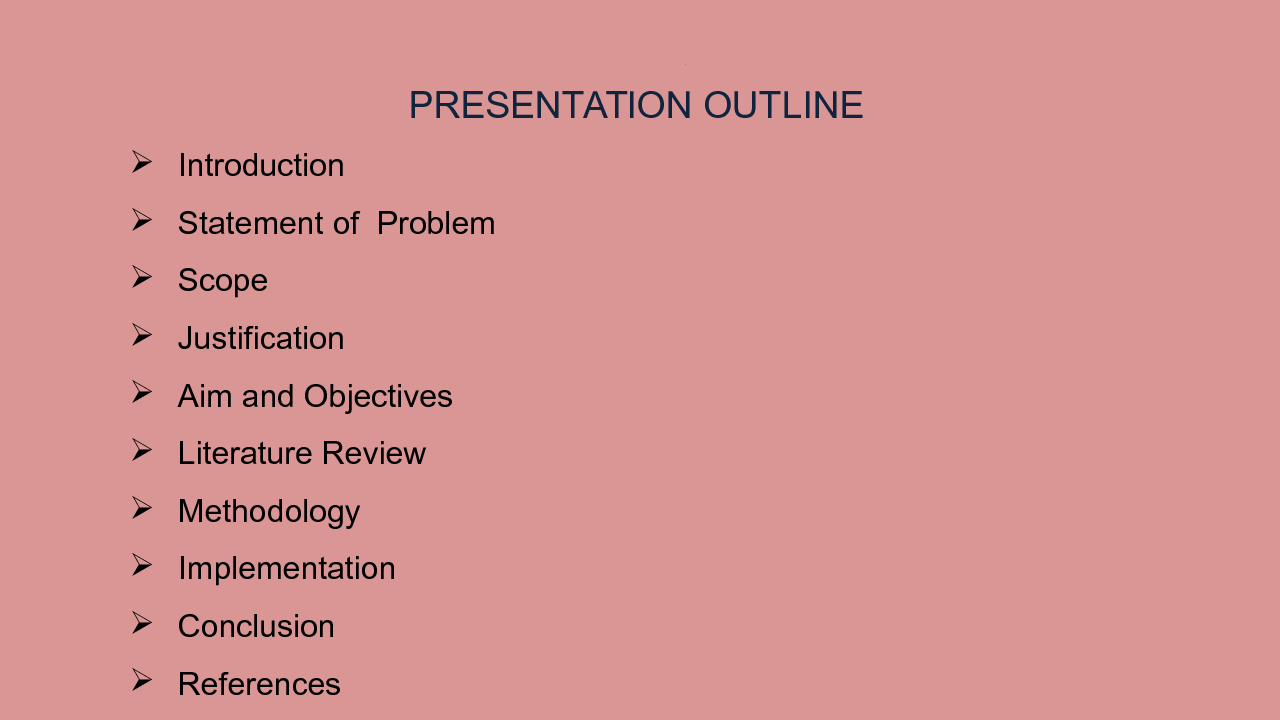 PRESENTATION OUTLINE
➢ Introduction
➢ Statement of  Problem
➢ Scope
➢ Justification
➢ Aim and Objectives
➢ Literature Review
➢ Methodology
➢ Implementation
➢ Conclusion
➢ References